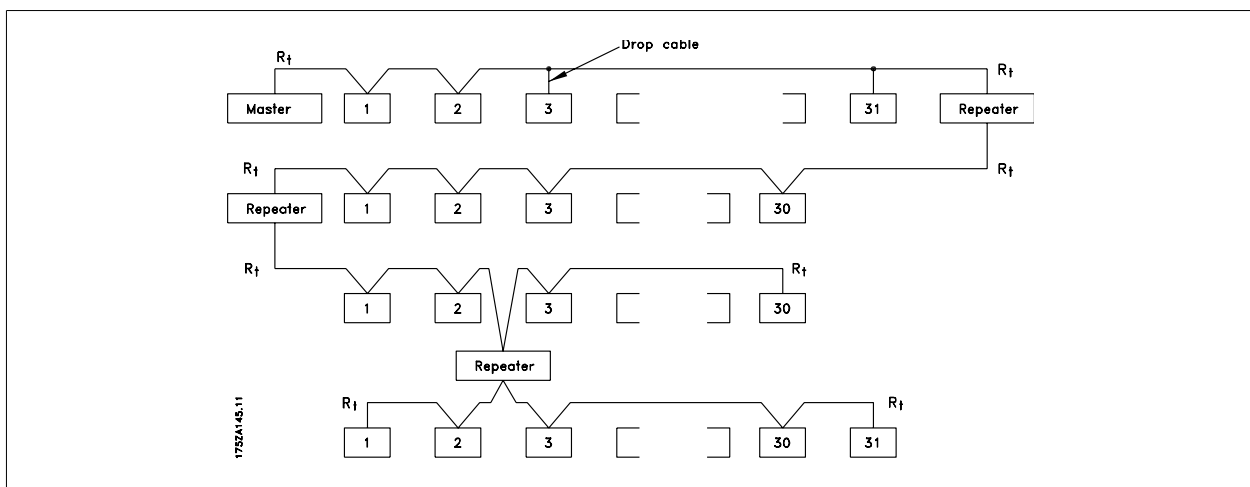 Drop cable
Rt Rt
Master 1 2 3 31 Repeater
Rt Rt
Repeater 1 2 3 30
Rt Rt
1 2 3 30
Repeater
Rt Rt
1 2 3 30 31
175ZA145.11